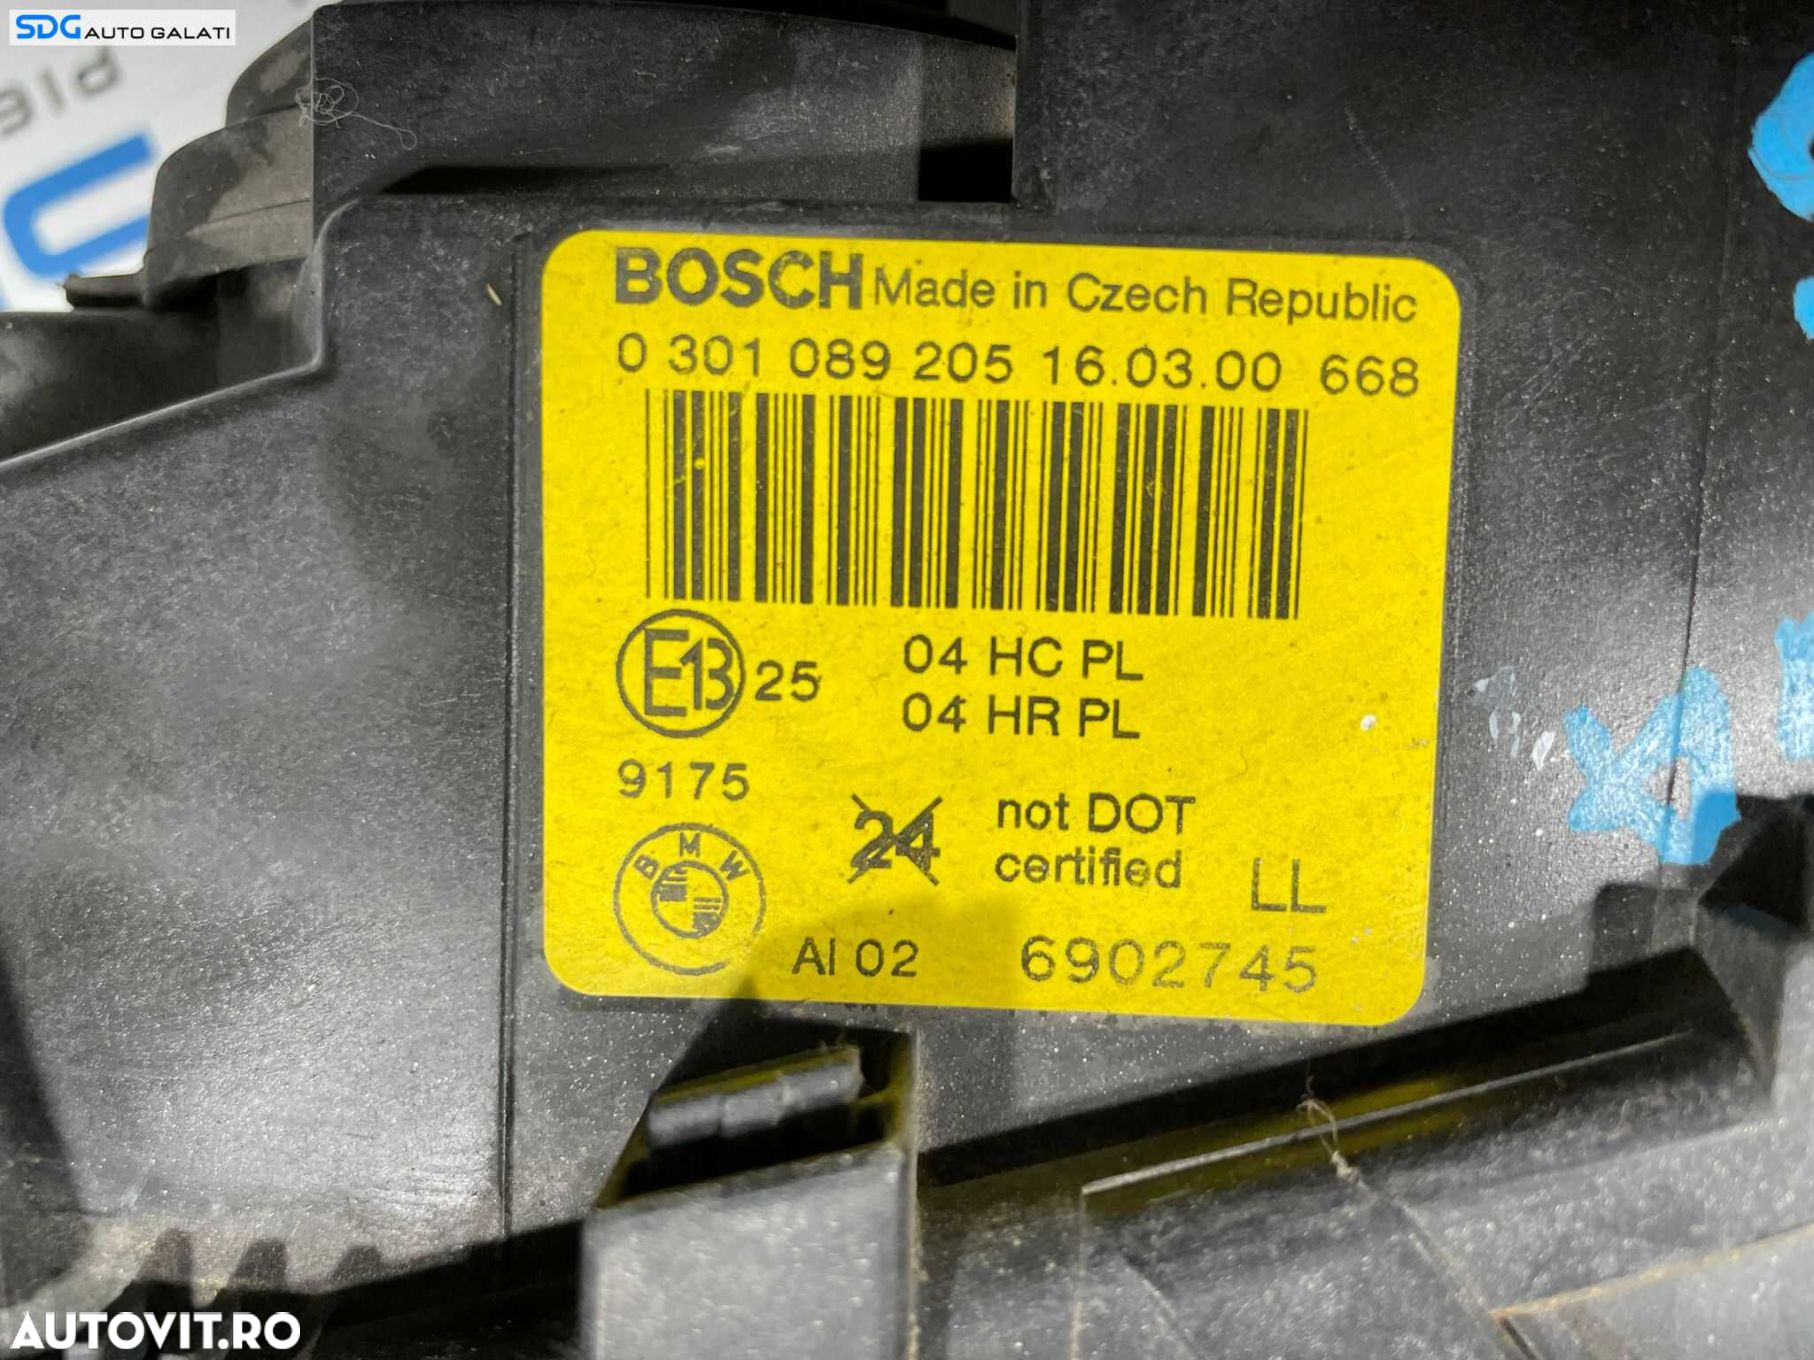 SDG AUTO GALATI
PIE
BOSCH Made in Czech Republic
0 301 089 205 16.03.00 668
E13 25
04 HC PL
04 HR PL
9175
24
not DOT
certified
LL
BMW
AI 02
6902745
AUTOVIT.RO